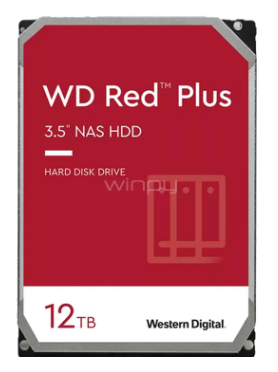 WD Red™ Plus
3.5" NAS HDD
HARD DISK DRIVE
winpy
12TB
Western Digital.